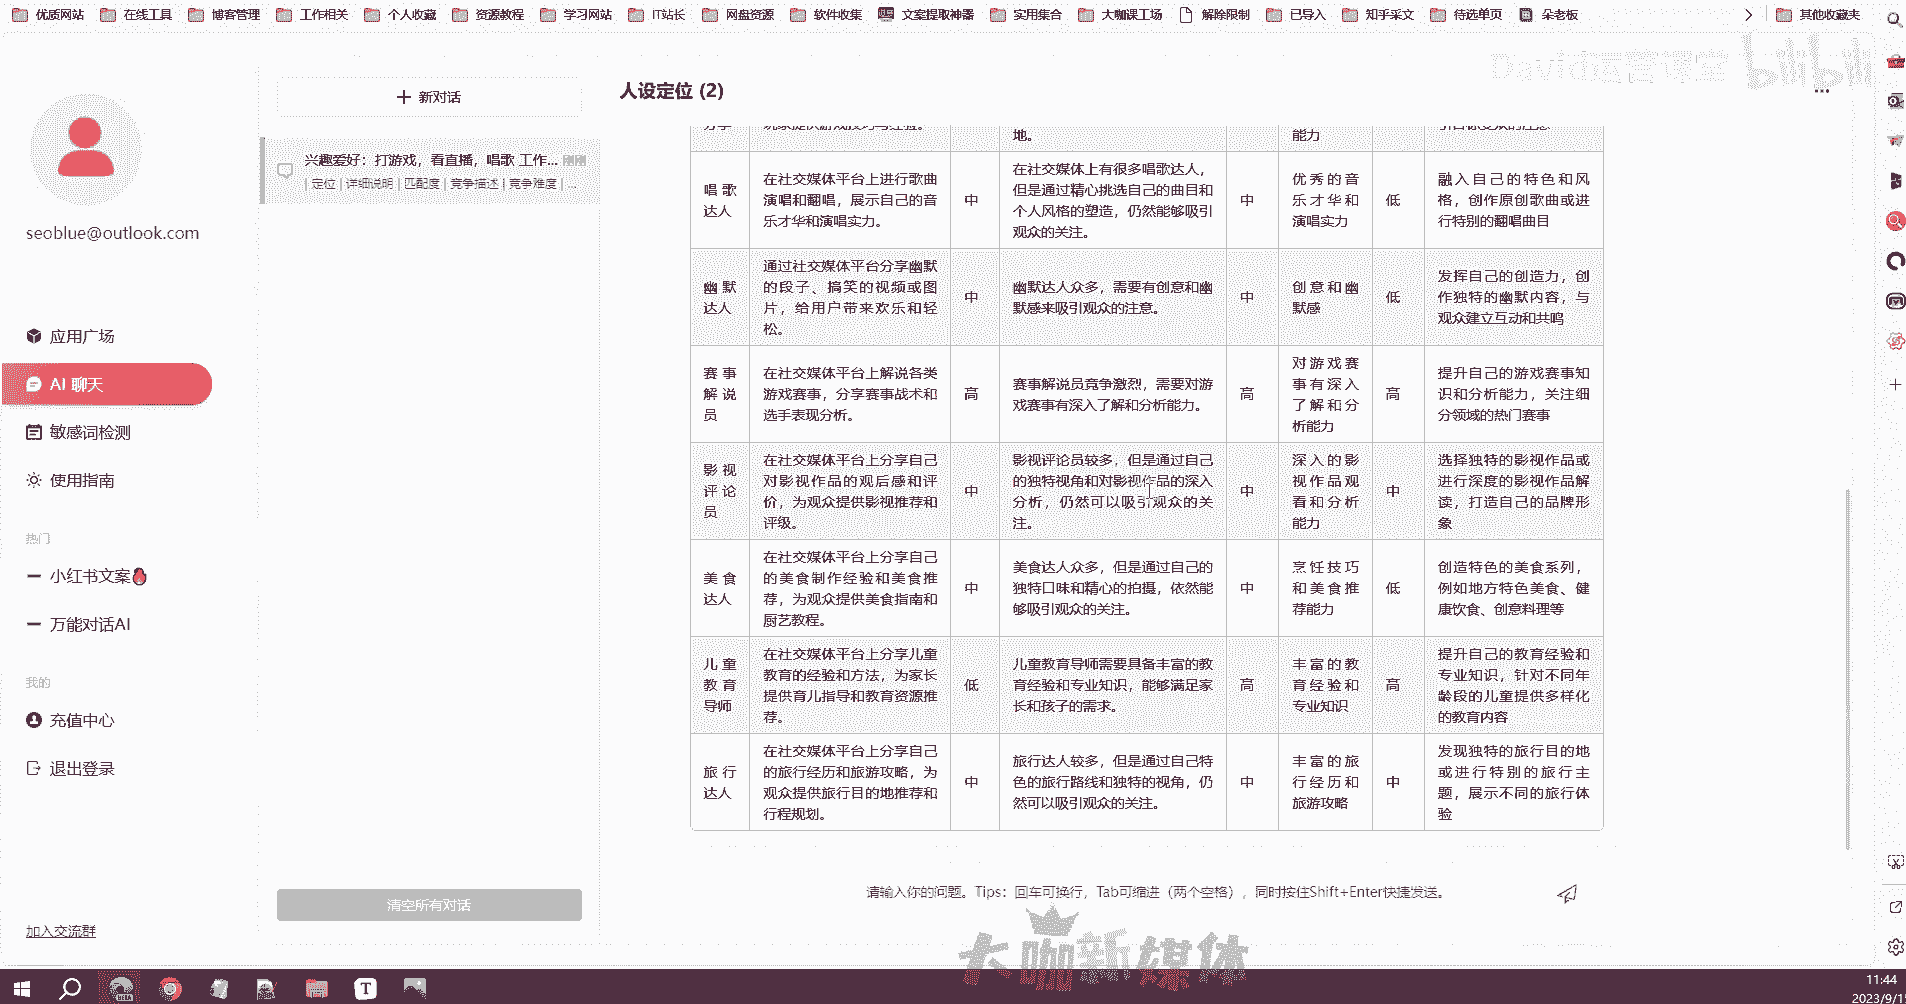 优质网站 在线工具 博客管理 工作相关 个人收藏 资源教程 学习网站 IT站长 网盘资源 软件收集 文案提取神器 实用集合 大咖课工场 解除限制 已导入 知乎采文 待选单页 朵老板 其他收藏夹
David运营课堂 bilibili
seoblue@outlook.com
应用广场
AI 聊天
敏感词检测
使用指南
热门
小红书文案
万能对话AI
我的
充值中心
退出登录
加入交流群
+ 新对话
兴趣爱好：打游戏，看直播，唱歌 工作...
| 定位 | 详细说明 | 匹配度 | 竞争描述 | 竞争难度 | ...
清空所有对话
人设定位 (2)
...
地。
能力
唱歌
达人
在社交媒体平台上进行歌曲
演唱和翻唱，展示自己的音
乐才华和演唱实力。
中
在社交媒体上有很多唱歌达人，
但是通过精心挑选自己的曲目和
个人风格的塑造，仍然能够吸引
观众的关注。
中
优秀的音
乐才华和
演唱实力
低
融入自己的特色和风
格，创作原创歌曲或进
行特别的翻唱曲目
幽默
达人
通过社交媒体平台分享幽默
的段子、搞笑的视频或图
片，给用户带来欢乐和轻
松。
中
幽默达人众多，需要有创意和幽
默感来吸引观众的注意。
中
创意和幽
默感
低
发挥自己的创造力，创
作独特的幽默内容，与
观众建立互动和共鸣
赛事
解说
员
在社交媒体平台上解说各类
游戏赛事，分享赛事战术和
选手表现分析。
高
赛事解说员竞争激烈，需要对游
戏赛事有深入了解和分析能力。
高
对游戏赛
事有深入
了解和分
析能力
高
提升自己的游戏赛事知
识和分析能力，关注细
分领域的热门赛事
影视
评论
员
在社交媒体平台上分享自己
对影视作品的观后感和评
价，为观众提供影视推荐和
评级。
中
影视评论员较多，但是通过自己
的独特视角和对影视作品的深入
分析，仍然可以吸引观众的关
注。
中
深入的影
视作品观
看和分析
能力
中
选择独特的影视作品或
进行深度的影视作品解
读，打造自己的品牌形
象
美食
达人
在社交媒体平台上分享自己
的美食制作经验和美食推
荐，为观众提供美食指南和
厨艺教程。
中
美食达人众多，但是通过自己的
独特口味和精心的拍摄，依然能
够吸引观众的关注。
中
烹饪技巧
和美食推
荐能力
低
创造特色的美食系列，
例如地方特色美食、健
康饮食、创意料理等
儿童
教育
导师
在社交媒体平台上分享儿童
教育的经验和方法，为家长
提供育儿指导和教育资源推
荐。
低
儿童教育导师需要具备丰富的教
育经验和专业知识，能够满足家
长和孩子的需求。
高
丰富的教
育经验和
专业知识
高
提升自己的教育经验和
专业知识，针对不同年
龄段的儿童提供多样化
的教育内容
旅行
达人
在社交媒体平台上分享自己
的旅行经历和旅游攻略，为
观众提供旅行目的地推荐和
行程规划。
中
旅行达人较多，但是通过自己特
色的旅行路线和独特的视角，仍
然可以吸引观众的关注。
中
丰富的旅
行经历和
旅游攻略
中
发现独特的旅行目的地
或进行特别的旅行主
题，展示不同的旅行体
验
请输入你的问题。Tips：回车可换行，Tab可缩进（两个空格），同时按住Shift+Enter快捷发送。
大咖新媒体
11:44